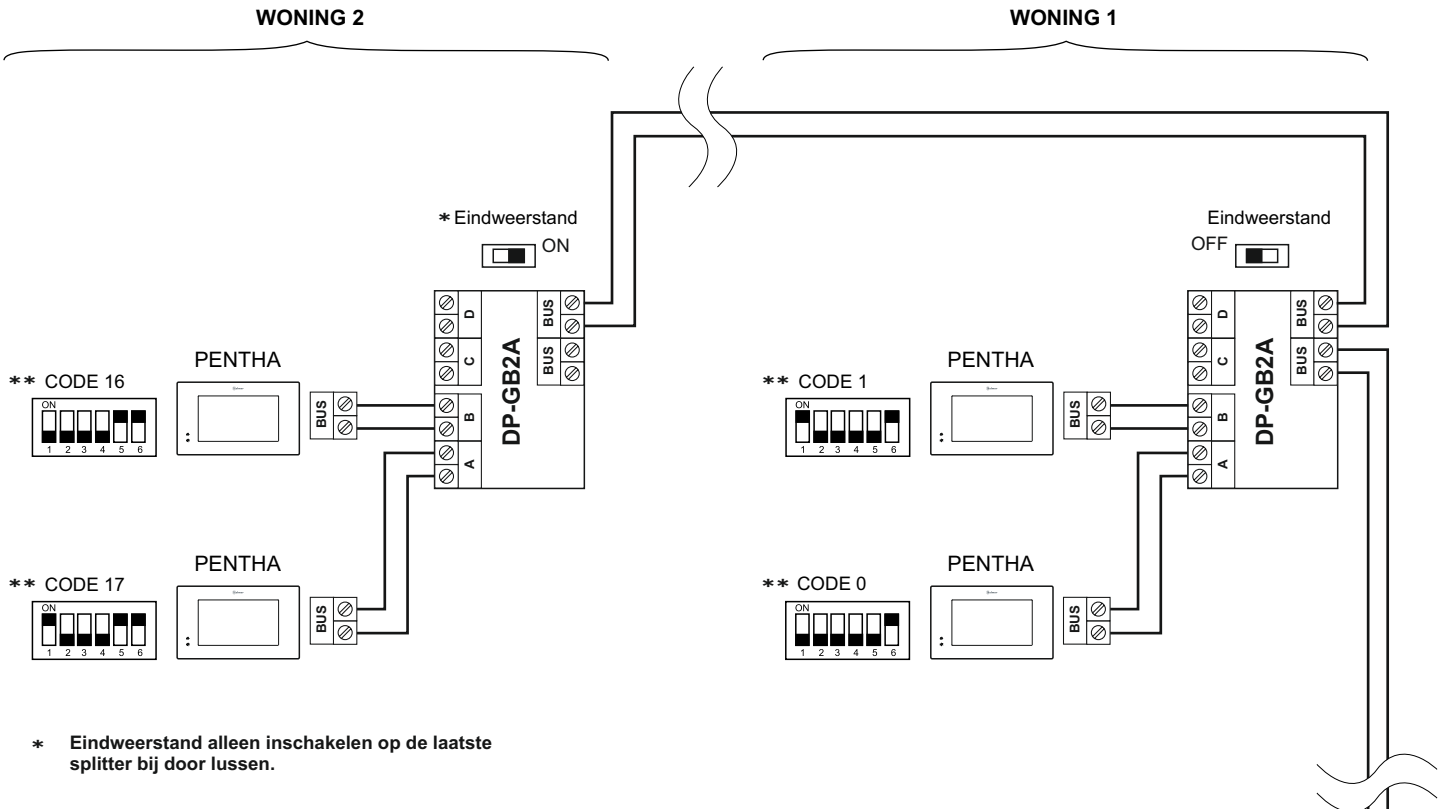 WONING 2
WONING 1
* Eindweerstand
ON
Eindweerstand
OFF
D
C
B
A
DP-GB2A
BUS
BUS
D
C
B
A
DP-GB2A
BUS
BUS
PENTHA
** CODE 16
ON
1 2 3 4 5 6
BUS
PENTHA
** CODE 1
ON
1 2 3 4 5 6
BUS
PENTHA
** CODE 17
ON
1 2 3 4 5 6
BUS
PENTHA
** CODE 0
ON
1 2 3 4 5 6
BUS
* Eindweerstand alleen inschakelen op de laatste
splitter bij door lussen.